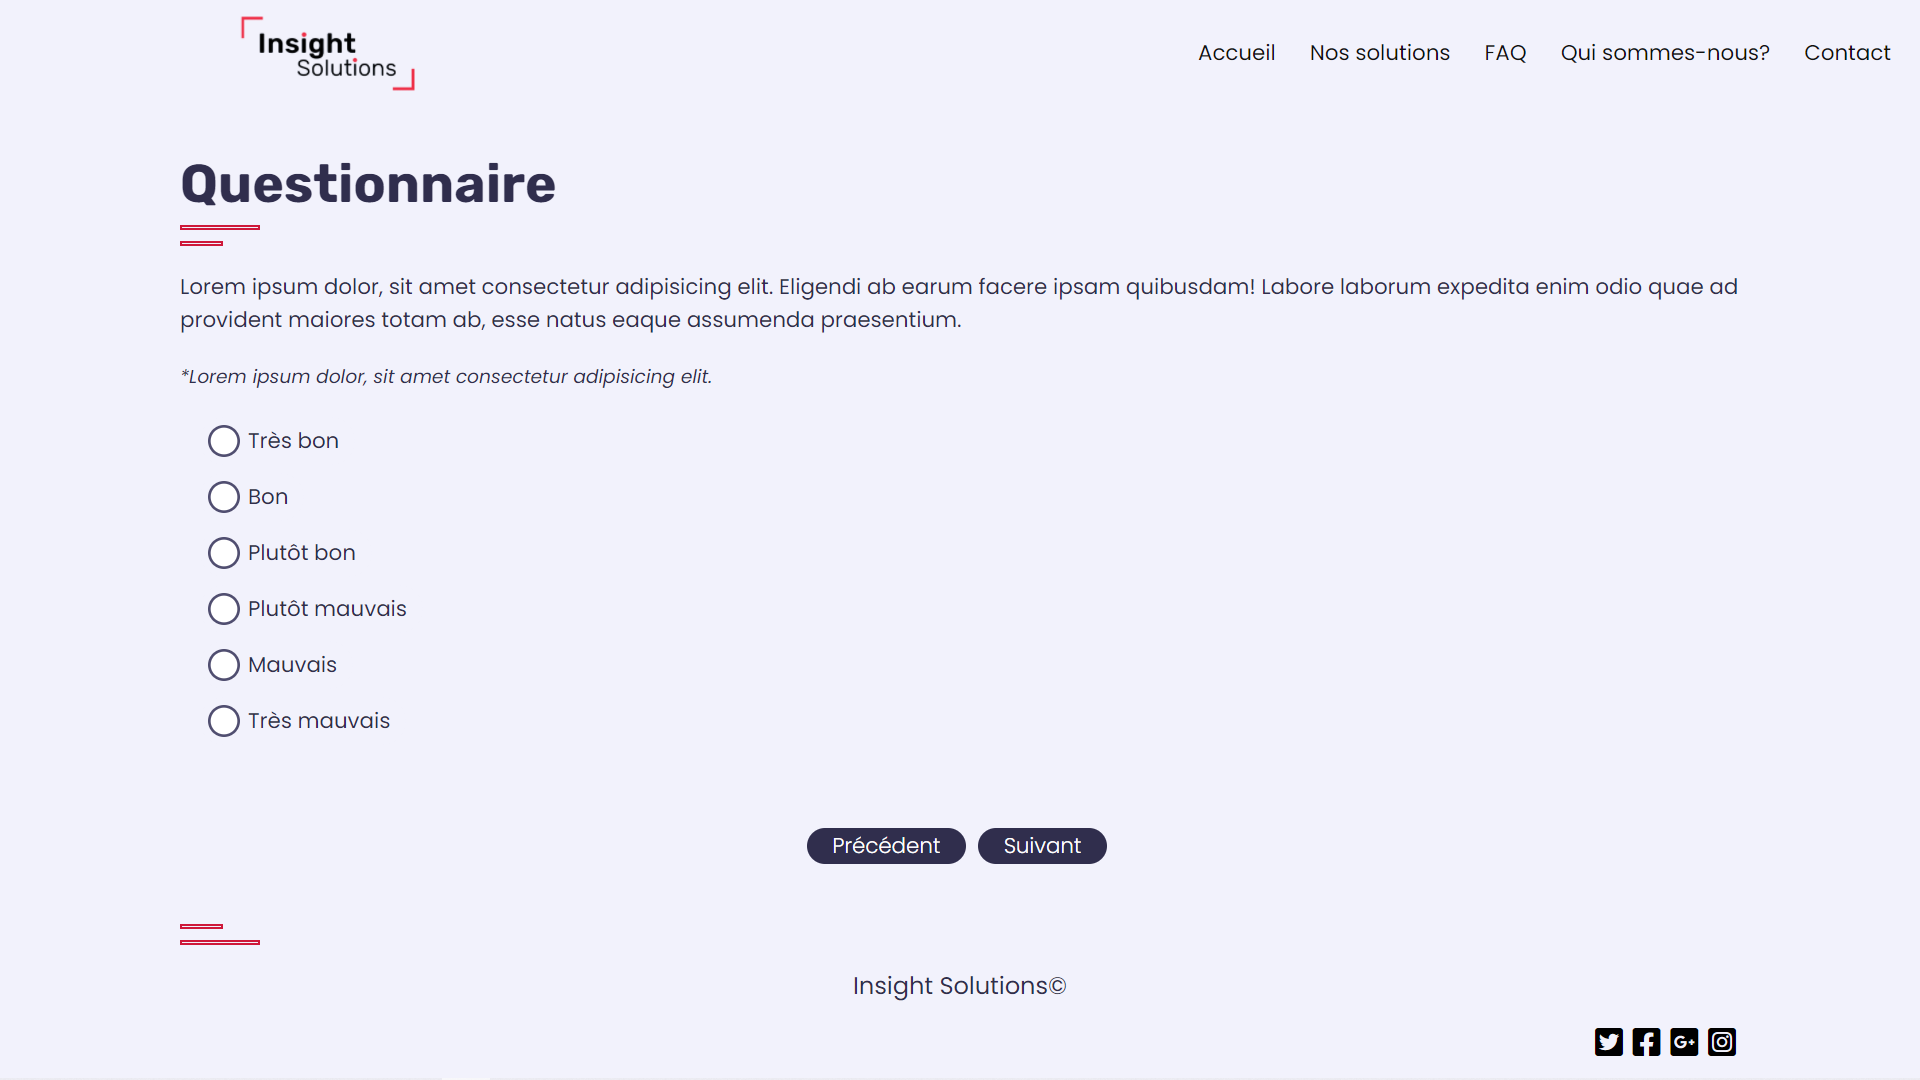 Insight
Solutions
Accueil Nos solutions FAQ Qui sommes-nous? Contact
Questionnaire
Lorem ipsum dolor, sit amet consectetur adipisicing elit. Eligendi ab earum facere ipsam quibusdam! Labore laborum expedita enim odio quae ad
provident maiores totam ab, esse natus eaque assumenda praesentium.
*Lorem ipsum dolor, sit amet consectetur adipisicing elit.
Très bon
Bon
Plutôt bon
Plutôt mauvais
Mauvais
Très mauvais
Précédent Suivant
Insight Solutions©
G+